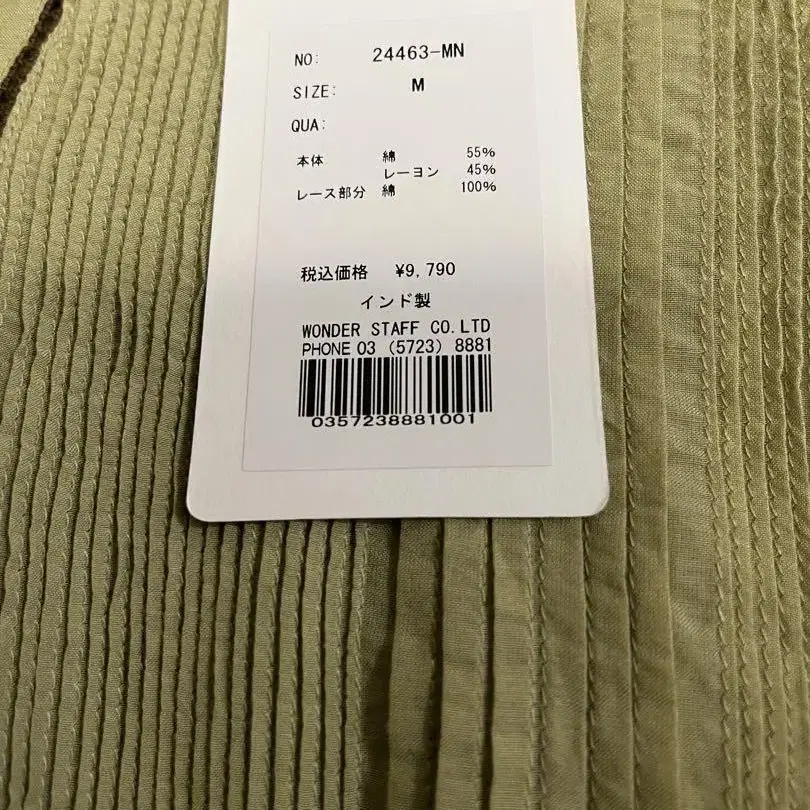 NO: 24463-MN
SIZE: M
QUA:
本体 綿 55%
レーヨン 45%
レース部分 綿 100%
税込価格 ¥9,790
インド製
WONDER STAFF CO.LTD
PHONE 03 (5723) 8881
0357238881001